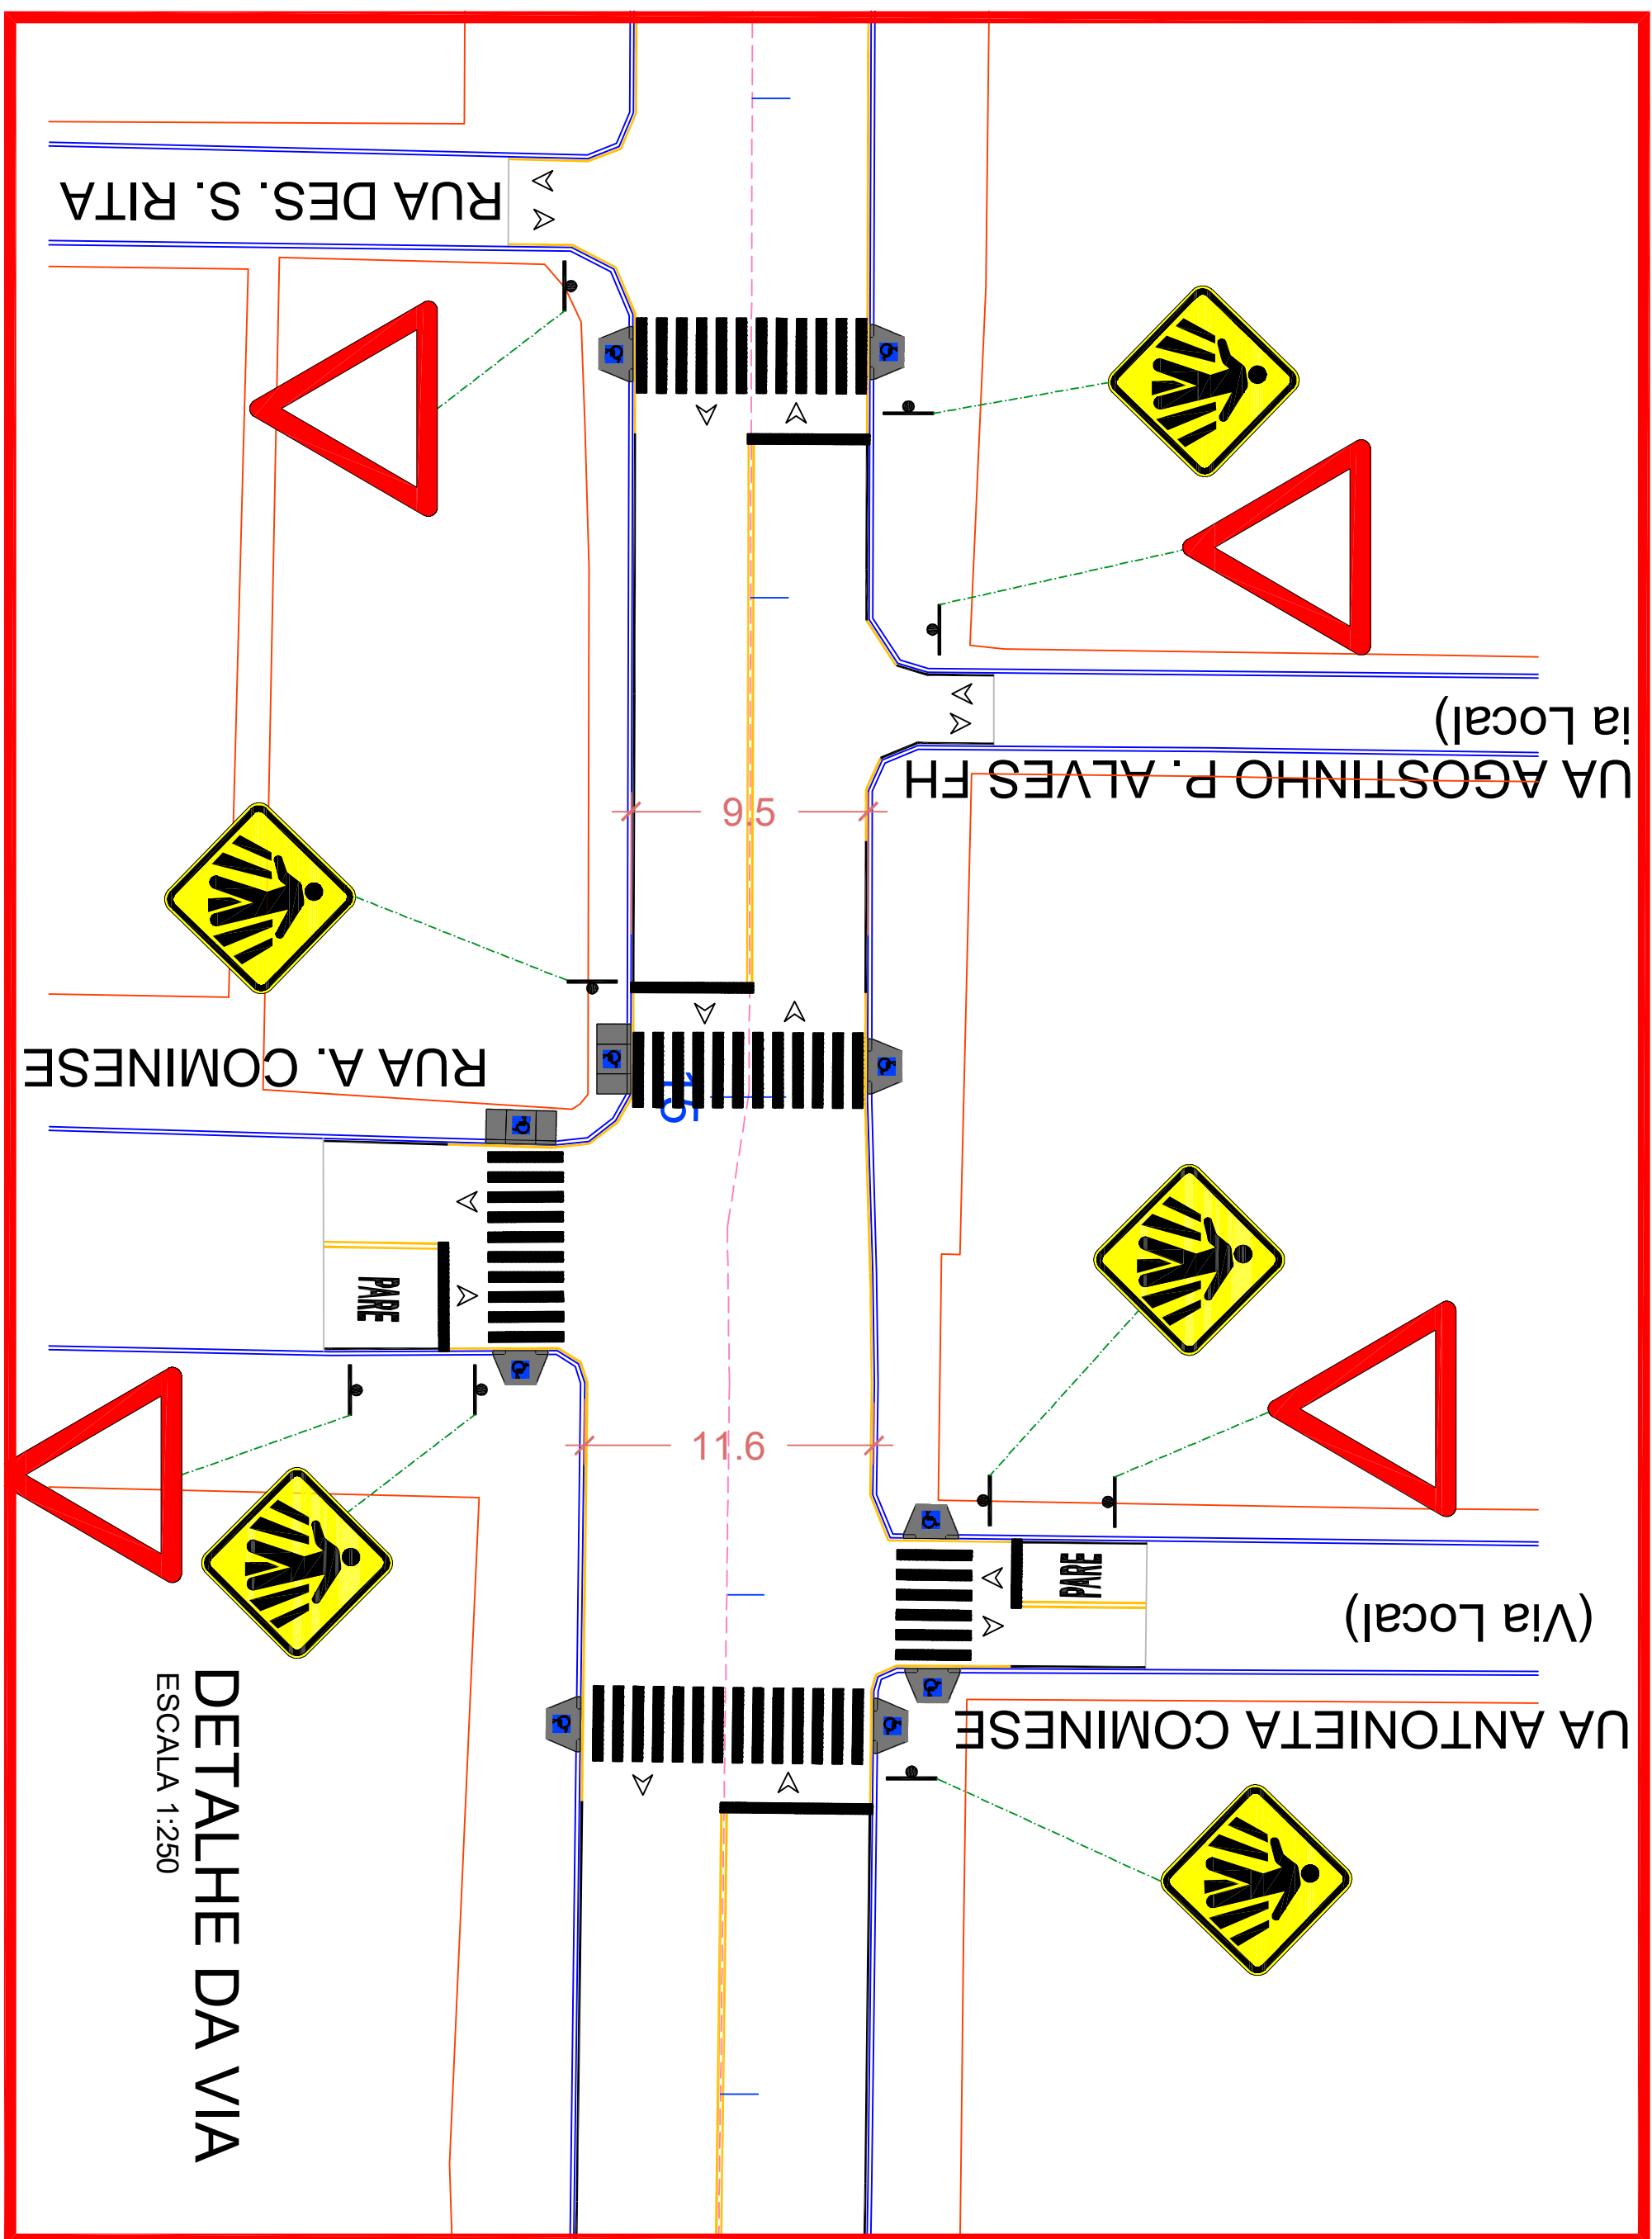 RUA DES. S. RITA
ia Local)
UA AGOSTINHO P. ALVES FH
9.5
RUA A. COMINESE
15
PARE
11.6
PARE
(Via Local)
UA ANTONIETA COMINESE
DETALHE DA VIA
ESCALA 1:250